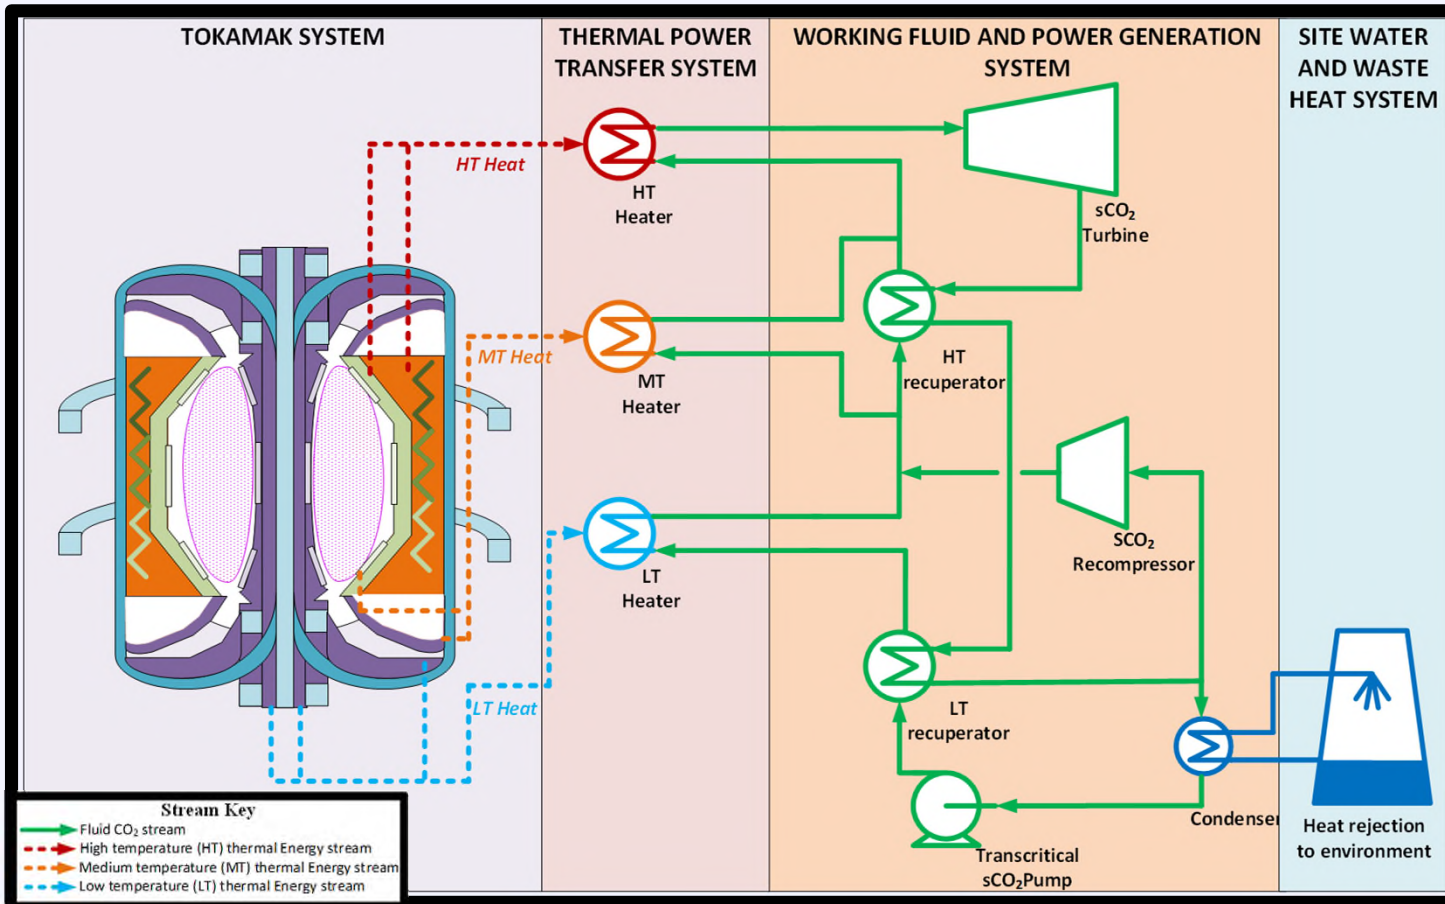 TOKAMAK SYSTEM
THERMAL POWER
TRANSFER SYSTEM
WORKING FLUID AND POWER GENERATION
SYSTEM
SITE WATER
AND WASTE
HEAT SYSTEM
HT Heat
HT
Heater
sCO₂
Turbine
MT Heat
MT
Heater
HT
recuperator
SCO₂
Recompressor
LT
Heater
LT Heat
LT
recuperator
Condenser
Transcritical
sCO₂Pump
Heat rejection
to environment
Stream Key
Fluid CO₂ stream
High temperature (HT) thermal Energy stream
Medium temperature (MT) thermal Energy stream
Low temperature (LT) thermal Energy stream